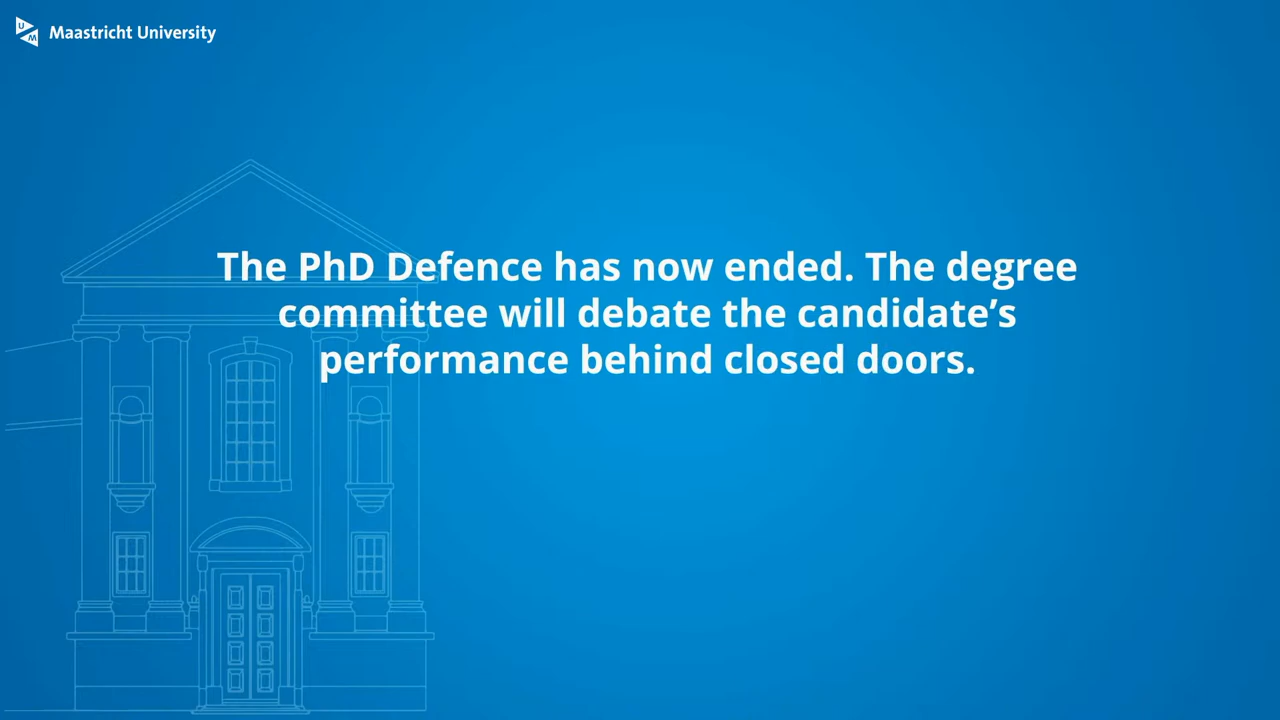 UM
Maastricht University
The PhD Defence has now ended. The degree
committee will debate the candidate’s
performance behind closed doors.